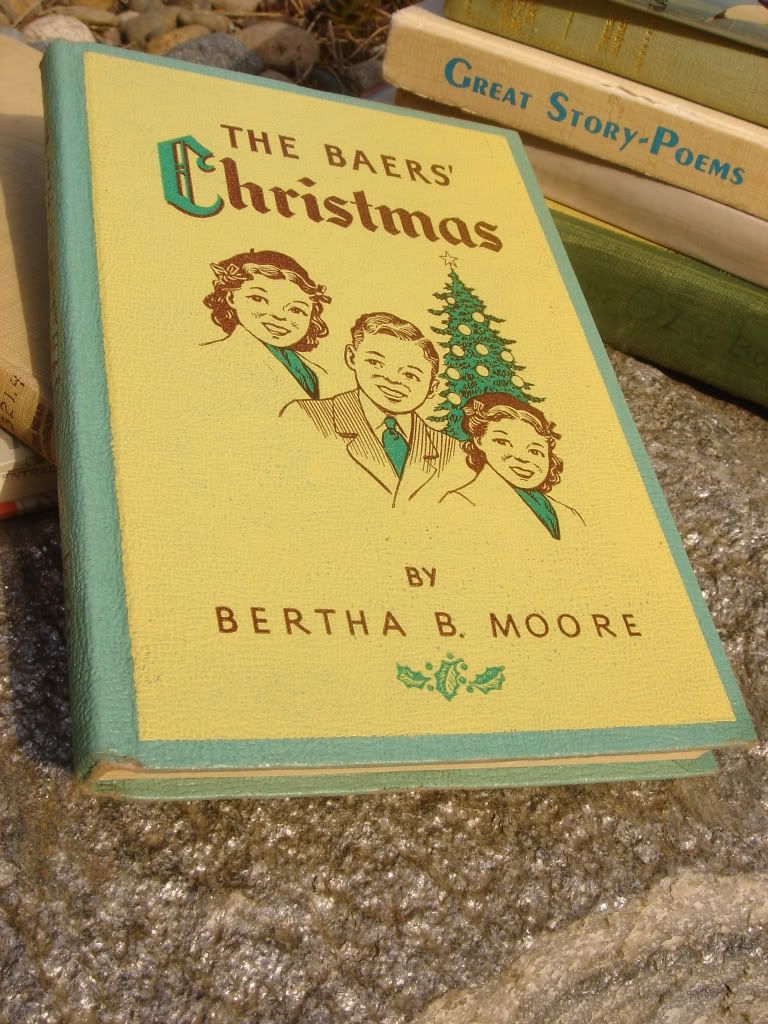 THE BAERS'
Christmas
BY
BERTHA B. MOORE
GREAT STORY-POEMS